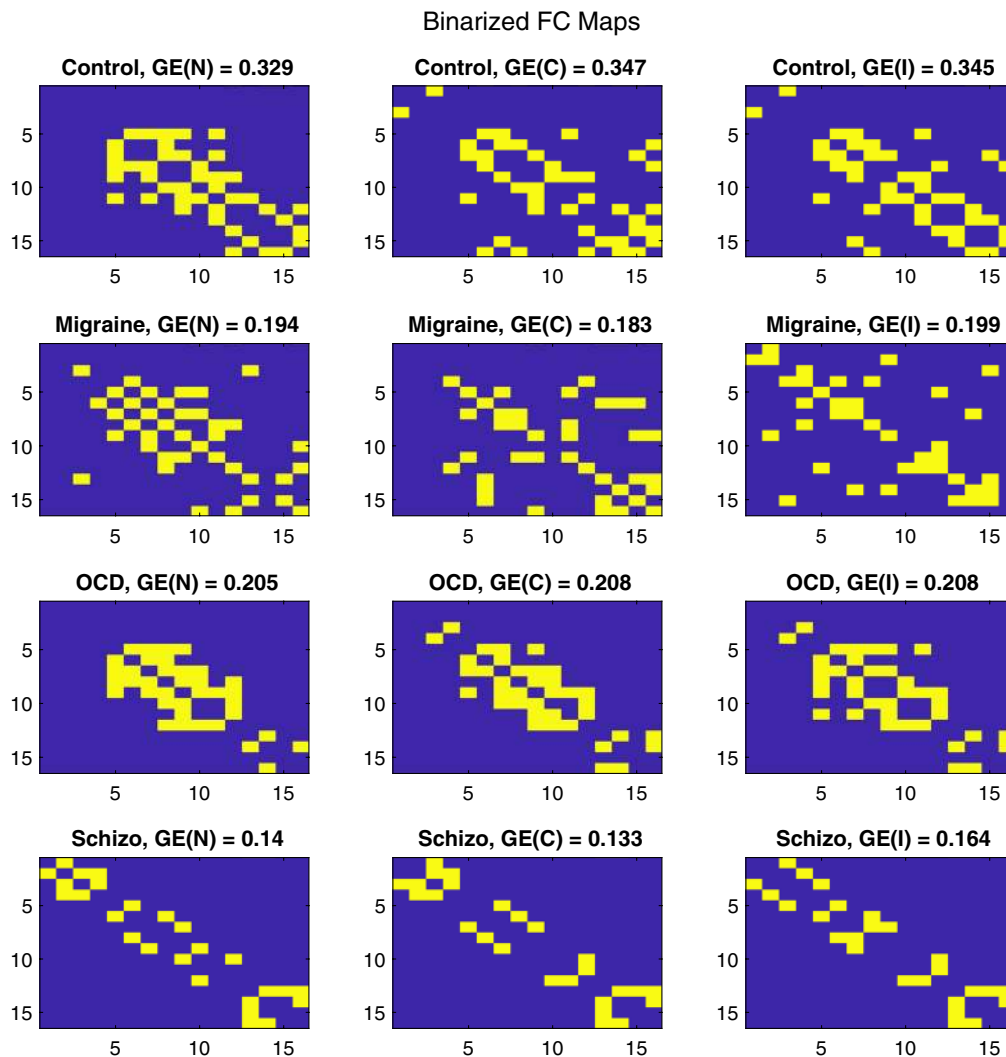 Binarized FC Maps
Control, GE(N) = 0.329
Control, GE(C) = 0.347
Control, GE(I) = 0.345
5
10
15
5
10
15
5
10
15
5 10 15
5 10 15
5 10 15
Migraine, GE(N) = 0.194
Migraine, GE(C) = 0.183
Migraine, GE(I) = 0.199
5
10
15
5
10
15
5
10
15
5 10 15
5 10 15
5 10 15
OCD, GE(N) = 0.205
OCD, GE(C) = 0.208
OCD, GE(I) = 0.208
5
10
15
5
10
15
5
10
15
5 10 15
5 10 15
5 10 15
Schizo, GE(N) = 0.14
Schizo, GE(C) = 0.133
Schizo, GE(I) = 0.164
5
10
15
5
10
15
5
10
15
5 10 15
5 10 15
5 10 15